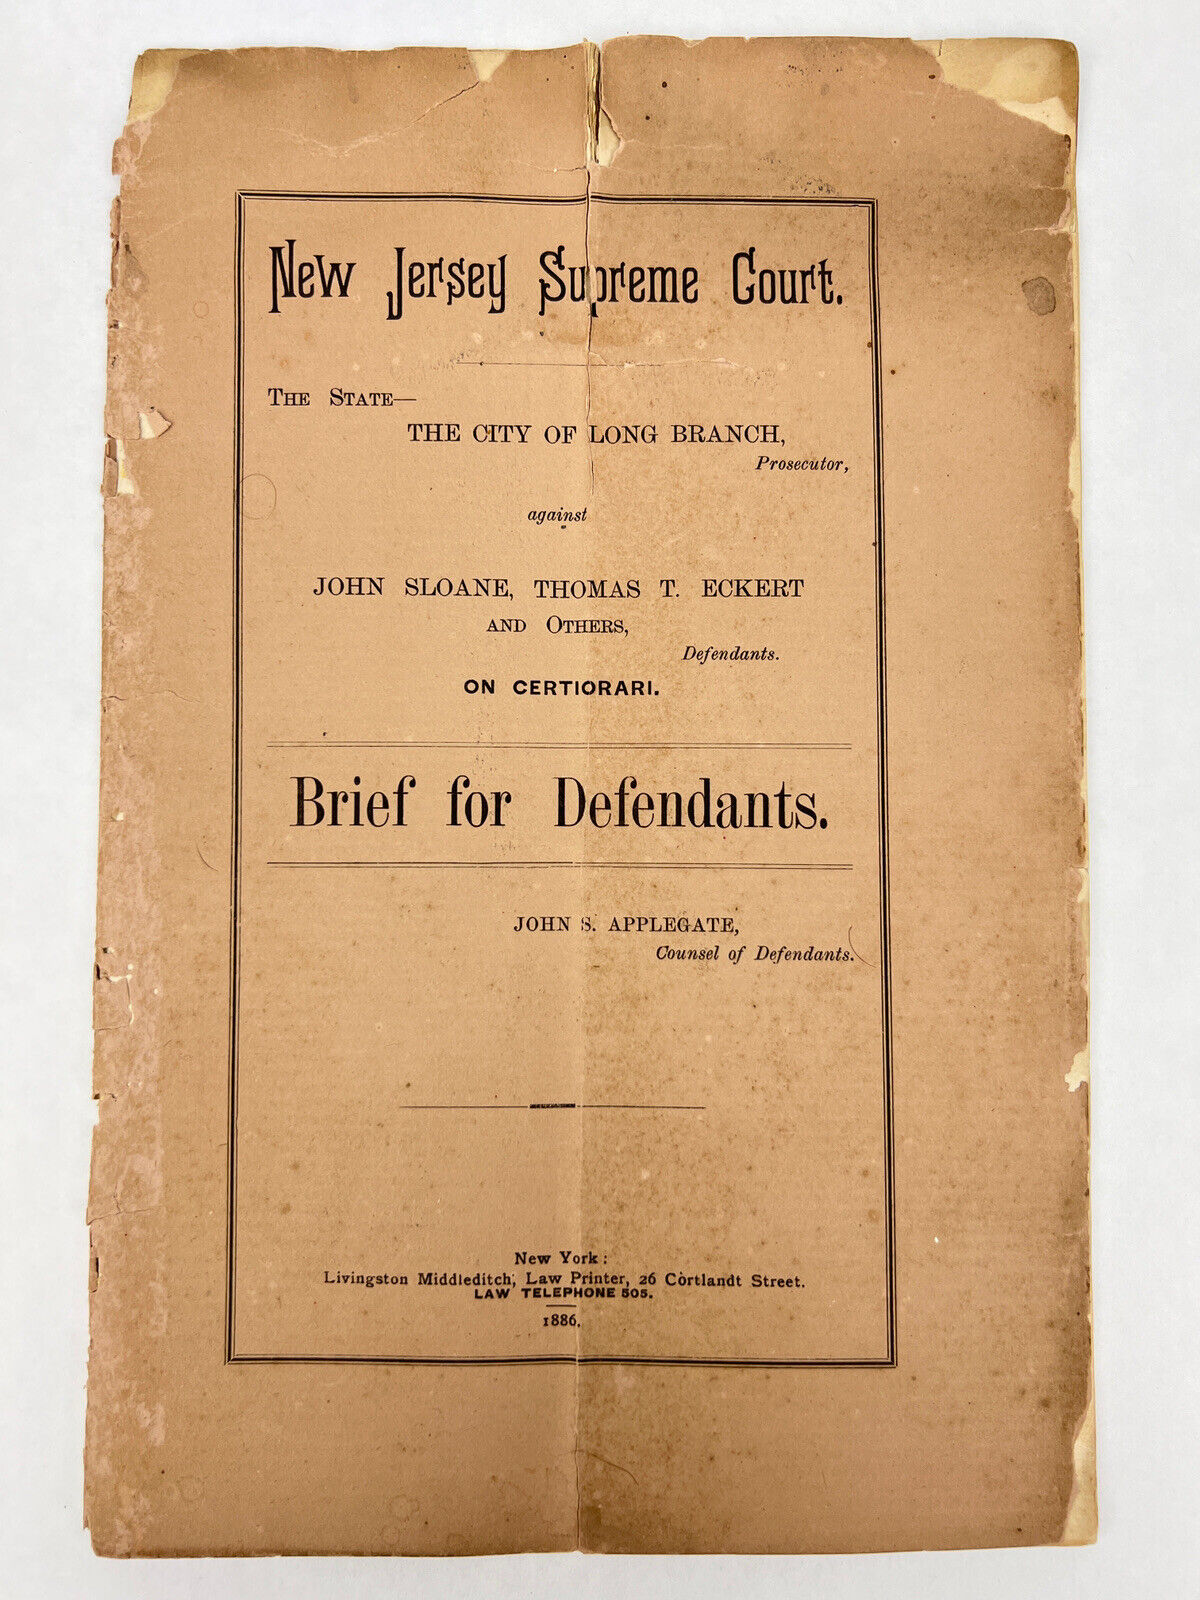 New Jersey Supreme Court.
THE STATE—
THE CITY OF LONG BRANCH,
Prosecutor,
against
JOHN SLOANE, THOMAS T. ECKERT
AND OTHERS,
Defendants.
ON CERTIORARI.
Brief for Defendants.
JOHN S. APPLEGATE,
Counsel of Defendants.
New York:
Livingston Middleditch, Law Printer, 26 Cortlandt Street.
LAW TELEPHONE 505.
1886.